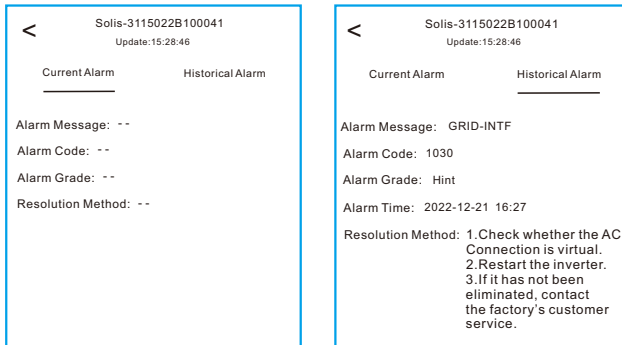 <
Solis-3115022B100041
Update:15:28:46
Current Alarm Historical Alarm
Alarm Message: - -
Alarm Code: - -
Alarm Grade: - -
Resolution Method: - -
<
Solis-3115022B100041
Update:15:28:46
Current Alarm Historical Alarm
Alarm Message: GRID-INTF
Alarm Code: 1030
Alarm Grade: Hint
Alarm Time: 2022-12-21 16:27
Resolution Method: 1.Check whether the AC
Connection is virtual.
2.Restart the inverter.
3.If it has not been
eliminated, contact
the factory's customer
service.